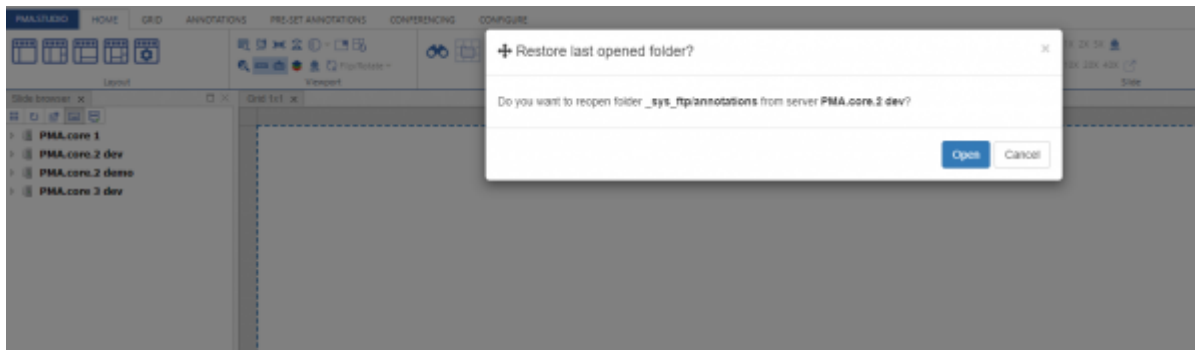 PMA.STUDIO HOME GRID ANNOTATIONS PRE-SET ANNOTATIONS CONFERENCING CONFIGURE
Restore last opened folder? ×
Do you want to reopen folder _sys_ftp/annotations from server PMA.core.2 dev?
Open Cancel
Flip/Rotate
Layout Viewport Slide
Slide browser × Grid 1x1 ×
PMA.core 1
PMA.core.2 dev
PMA.core.2 demo
PMA.core 3 dev